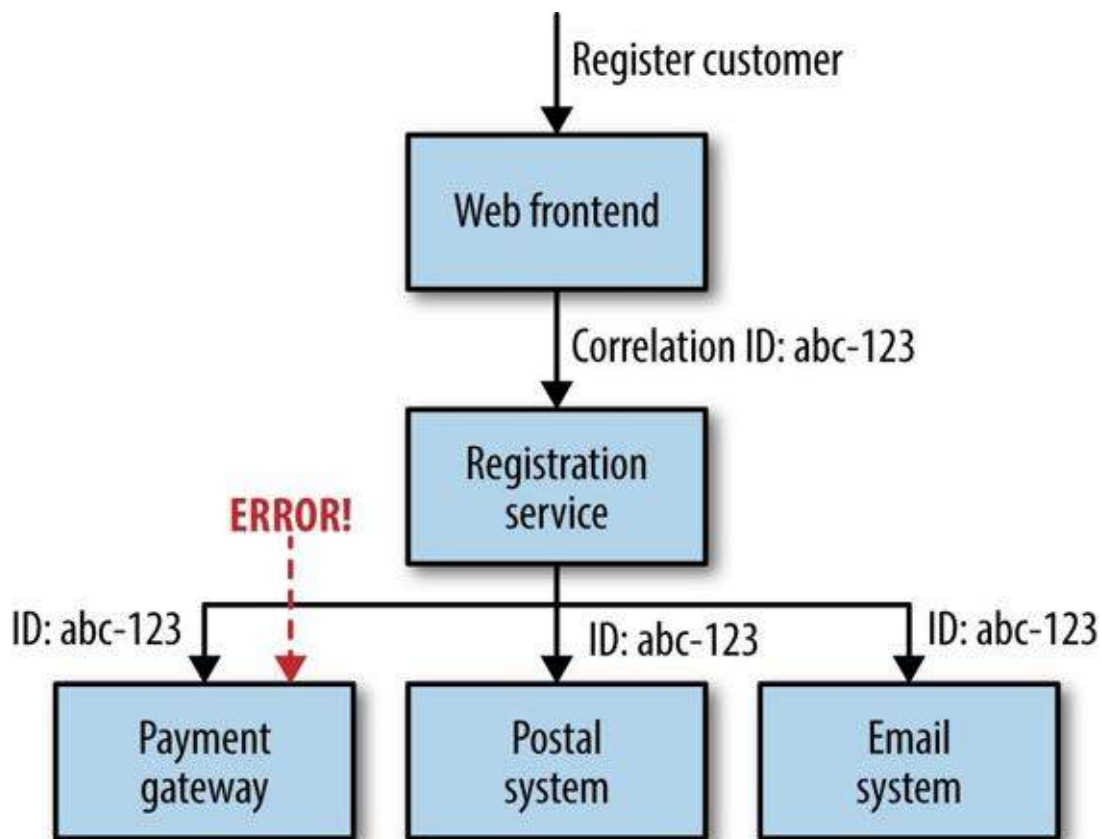 Register customer
Web frontend
Correlation ID: abc-123
Registration
service
ERROR!
ID: abc-123
ID: abc-123
ID: abc-123
Payment
gateway
Postal
system
Email
system